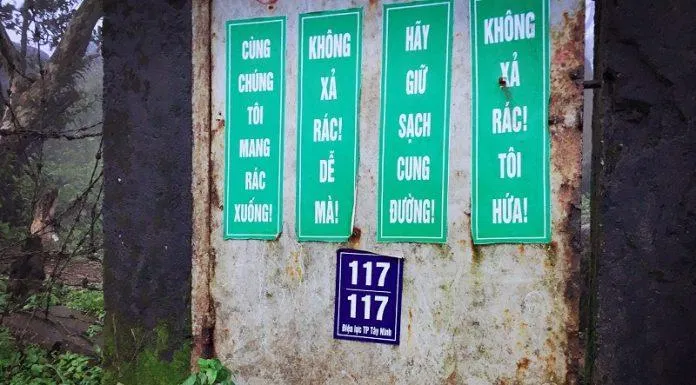 CÙNG
CHÚNG
TÔI
MANG
RÁC
XUỐNG!
KHÔNG
XẢ
RÁC!
DỄ
MÀ!
HÃY
GIỮ
SẠCH
CUNG
ĐƯỜNG!
KHÔNG
XẢ
RÁC!
TÔI
HỨA!
117
117
Điện lực TP Tây Ninh